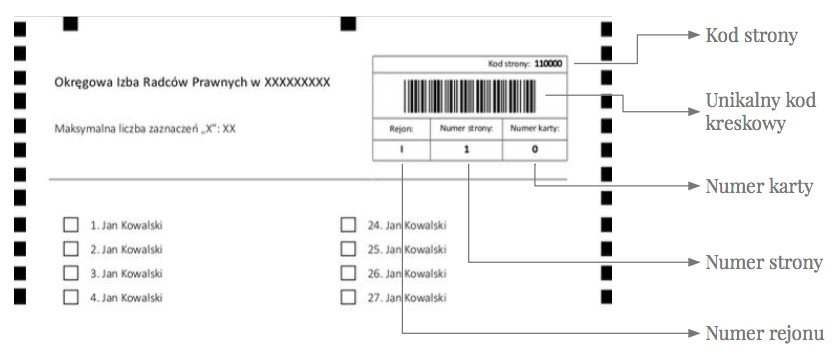 Kod strony: 110000
Okręgowa Izba Radców Prawnych w XXXXXXXXX
Maksymalna liczba zaznaczeń „X”: XX
Rejon: Numer strony: Numer karty:
I 1 0
1. Jan Kowalski
2. Jan Kowalski
3. Jan Kowalski
4. Jan Kowalski
24. Jan Kowalski
25. Jan Kowalski
26. Jan Kowalski
27. Jan Kowalski
Kod strony
Unikalny kod
kreskowy
Numer karty
Numer strony
Numer rejonu